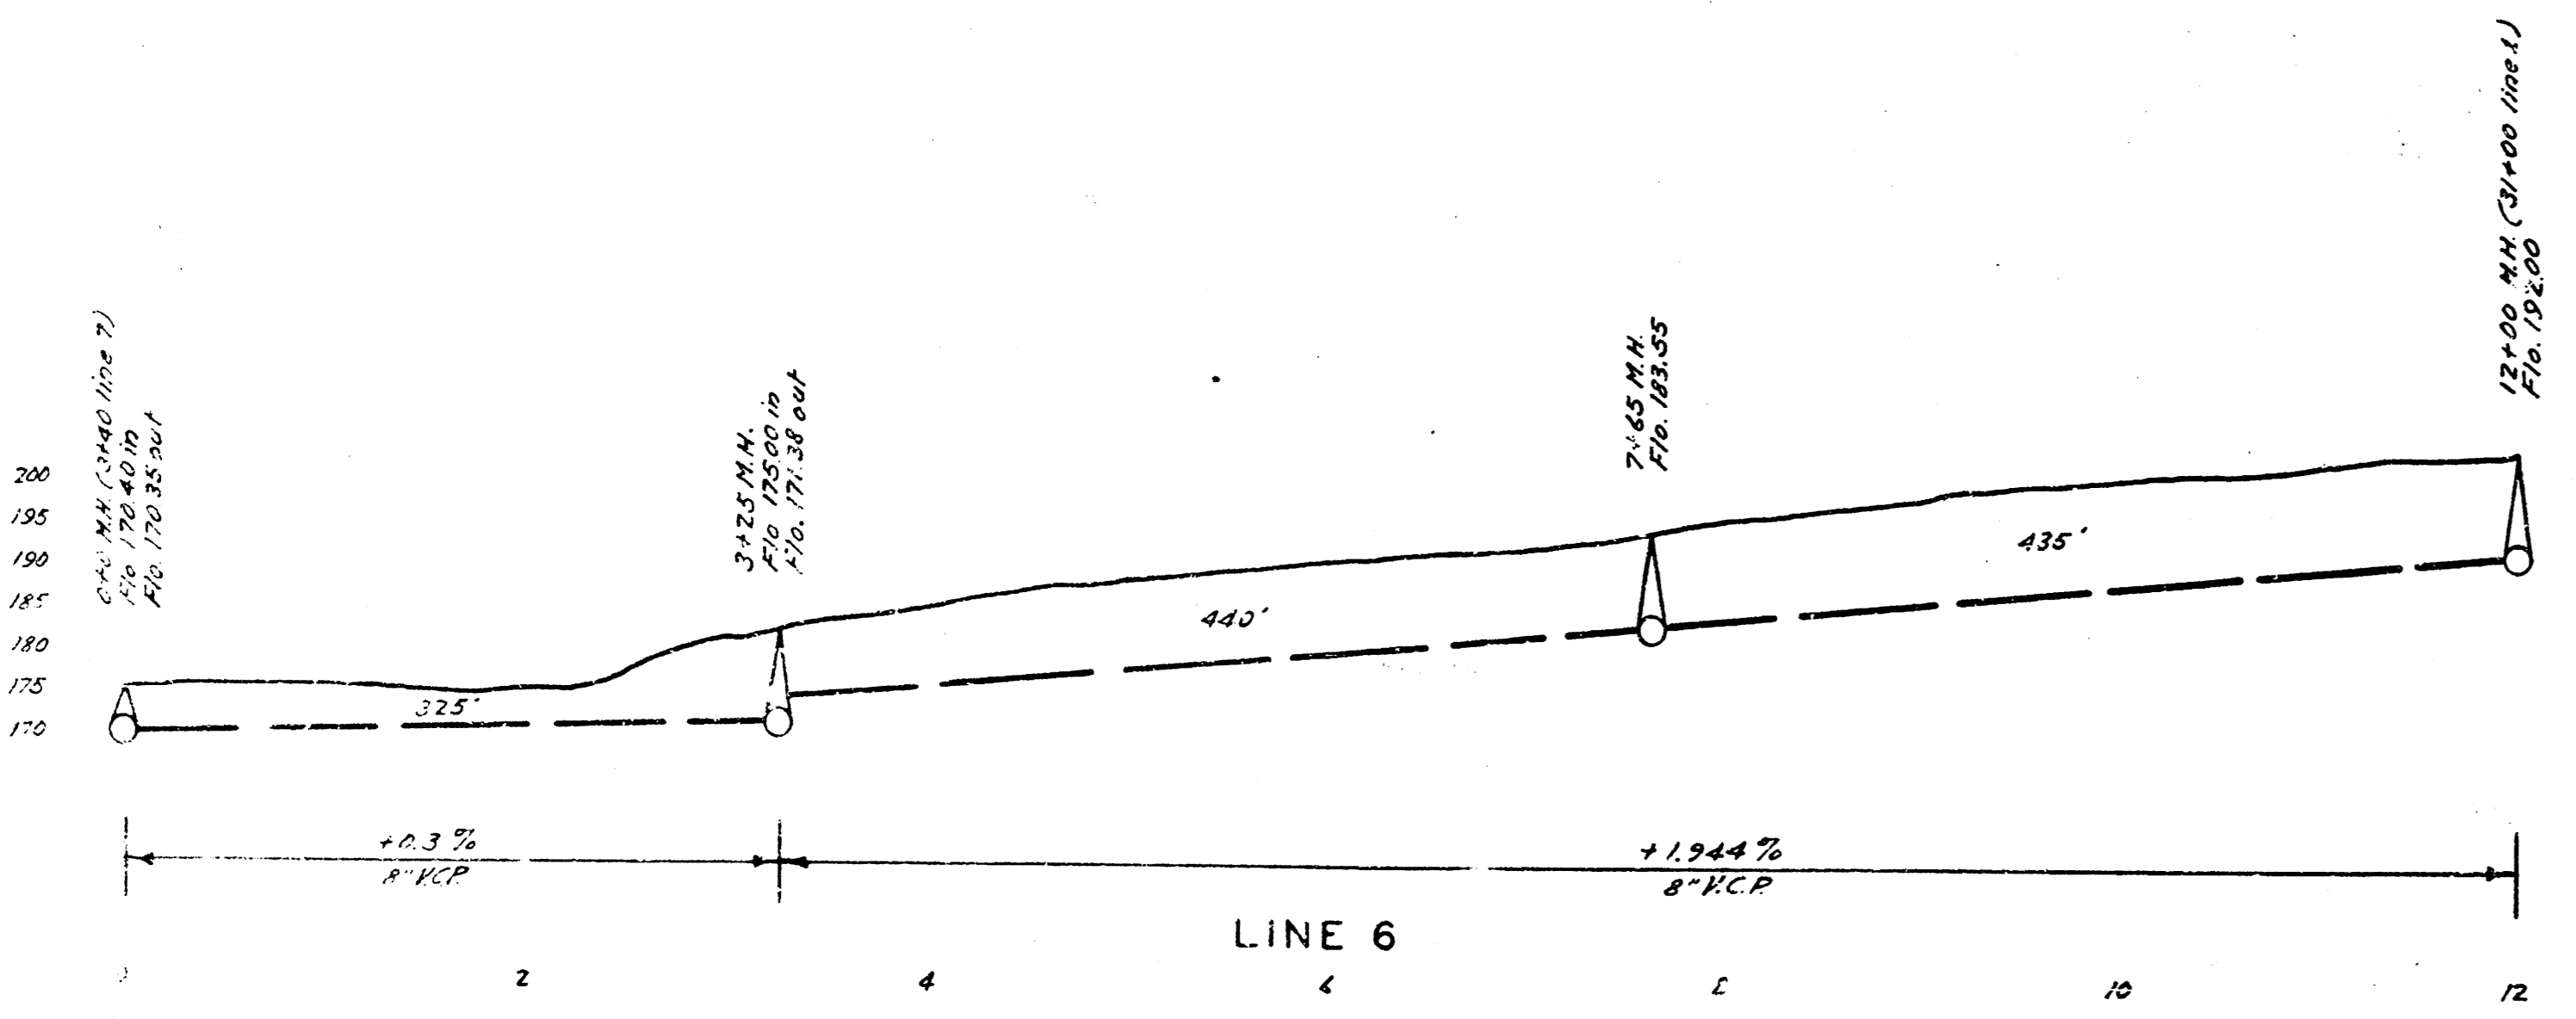 12+00 M.H. (31+00 line 1)
Flo. 192.00
7+65 M.H.
Flo. 183.55
3+25 M.H.
Flo 175.00 in
Flo. 171.38 out
0+0 M.H. (3+40 line 7)
Flo 170.40 in
Flo. 170.35 out
200
195
190
185
180
175
170
325'
440'
435'
+0.3 %
8" V.C.P.
+1.944 %
8" V.C.P.
LINE 6
2 4 6 8 10 12